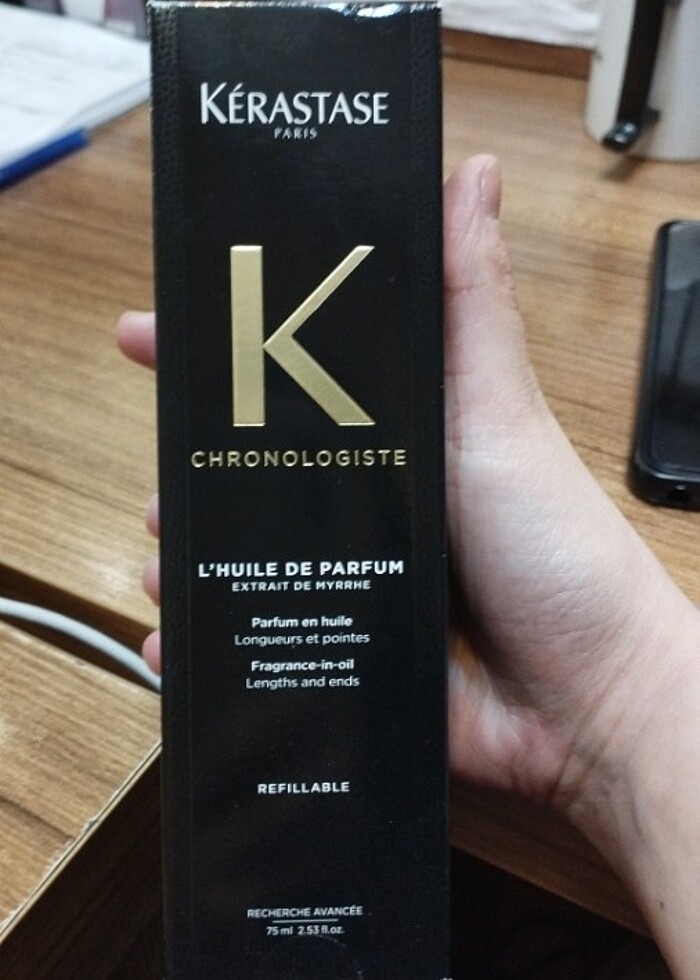 KÉRASTASE
PARIS
K
CHRONOLOGISTE
L'HUILE DE PARFUM
EXTRAIT DE MYRRHE
Parfum en huile
Longueurs et pointes
Fragrance-in-oil
Lengths and ends
REFILLABLE
RECHERCHE AVANCÉE
75 ml 2.53 fl.oz.